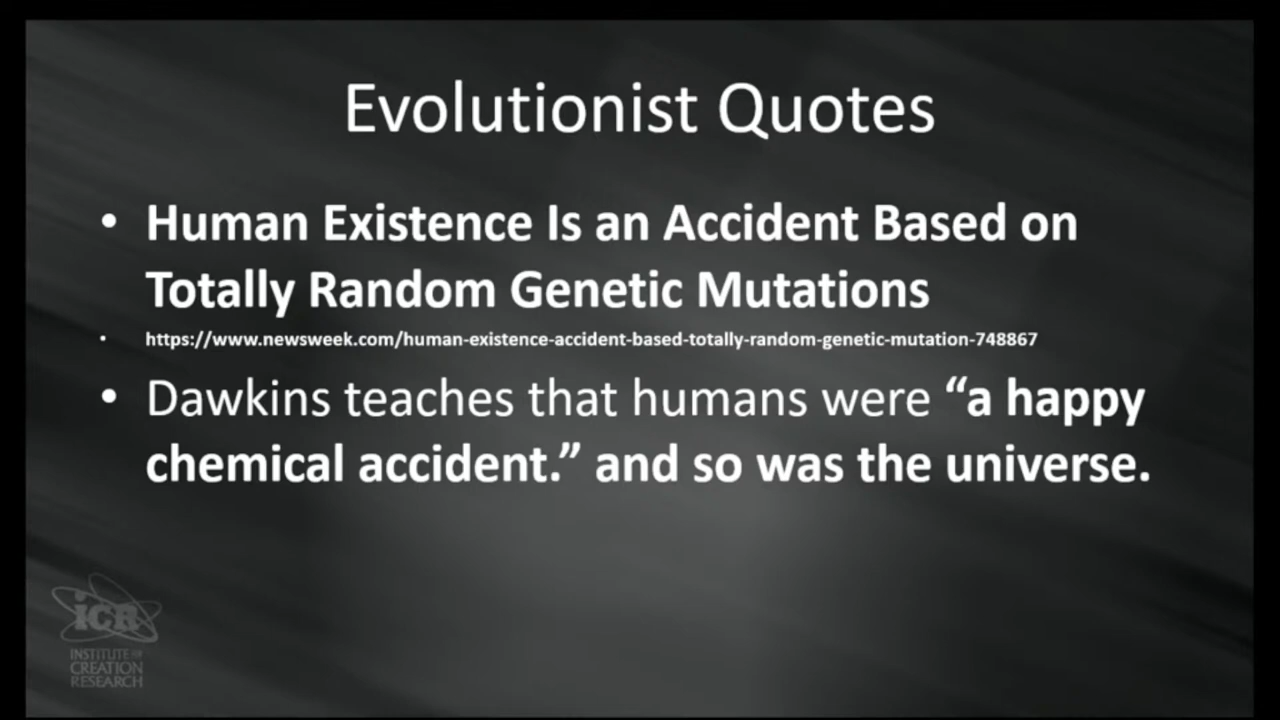 Evolutionist Quotes
• Human Existence Is an Accident Based on
Totally Random Genetic Mutations
• https://www.newsweek.com/human-existence-accident-based-totally-random-genetic-mutation-748867
• Dawkins teaches that humans were “a happy
chemical accident.” and so was the universe.
iCR
INSTITUTE for
CREATION
RESEARCH